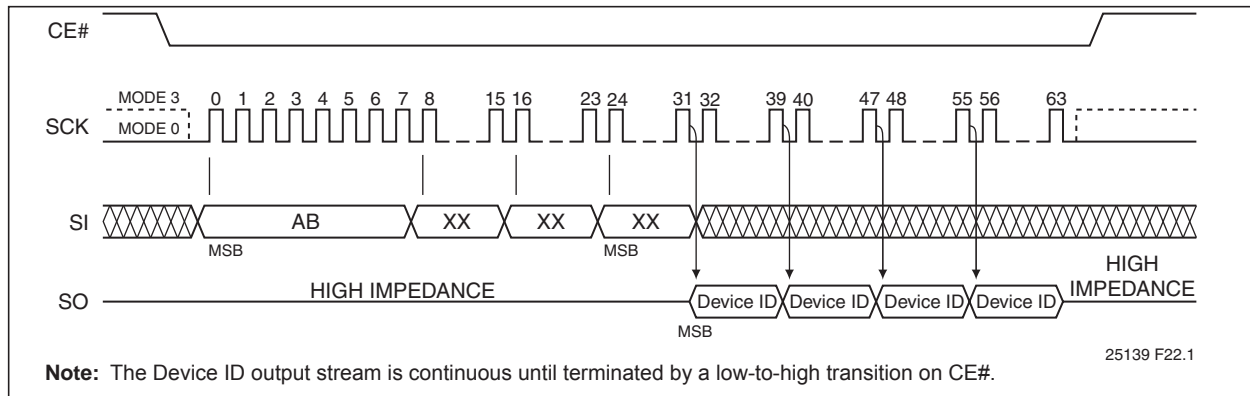 CE#
MODE 3
0 1 2 3 4 5 6 7 8 15 16 23 24 31 32 39 40 47 48 55 56 63
SCK
MODE 0
SI
AB XX XX XX
MSB MSB
HIGH IMPEDANCE
HIGH
IMPEDANCE
SO
Device ID Device ID Device ID Device ID
MSB
25139 F22.1
Note: The Device ID output stream is continuous until terminated by a low-to-high transition on CE#.